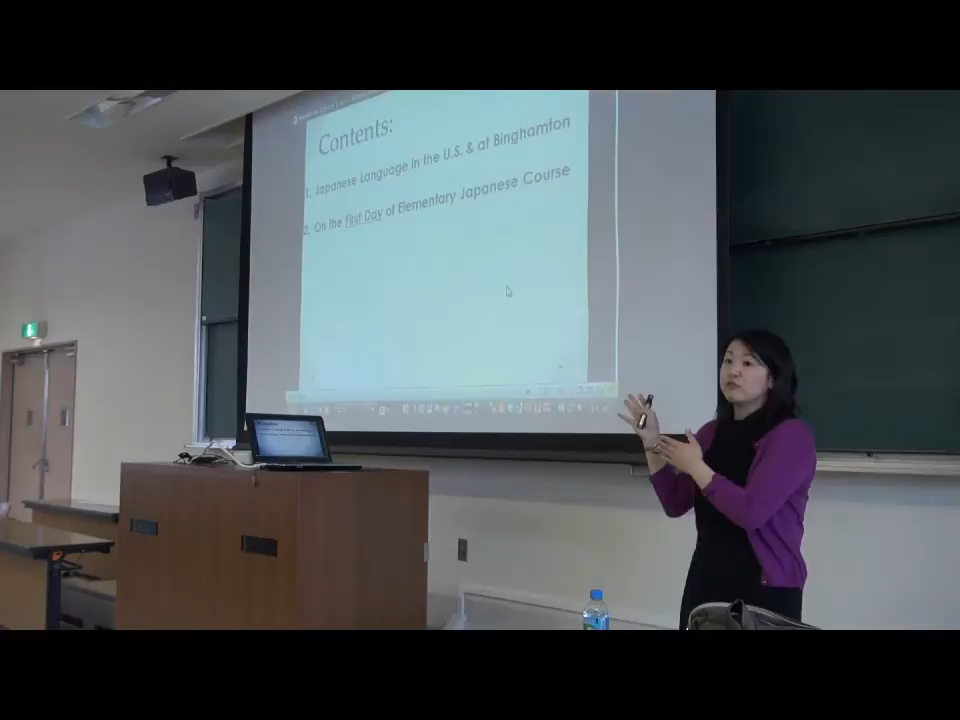 Contents:
1. Japanese Language in the U.S. & at Binghamton
2. On the First Day of Elementary Japanese Course